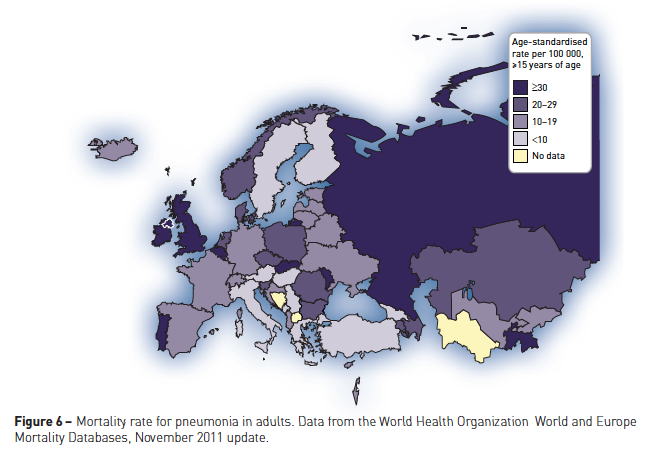 Age-standardised
rate per 100 000,
≥15 years of age
≥30
20–29
10–19
<10
No data
Figure 6 – Mortality rate for pneumonia in adults. Data from the World Health Organization World and Europe
Mortality Databases, November 2011 update.